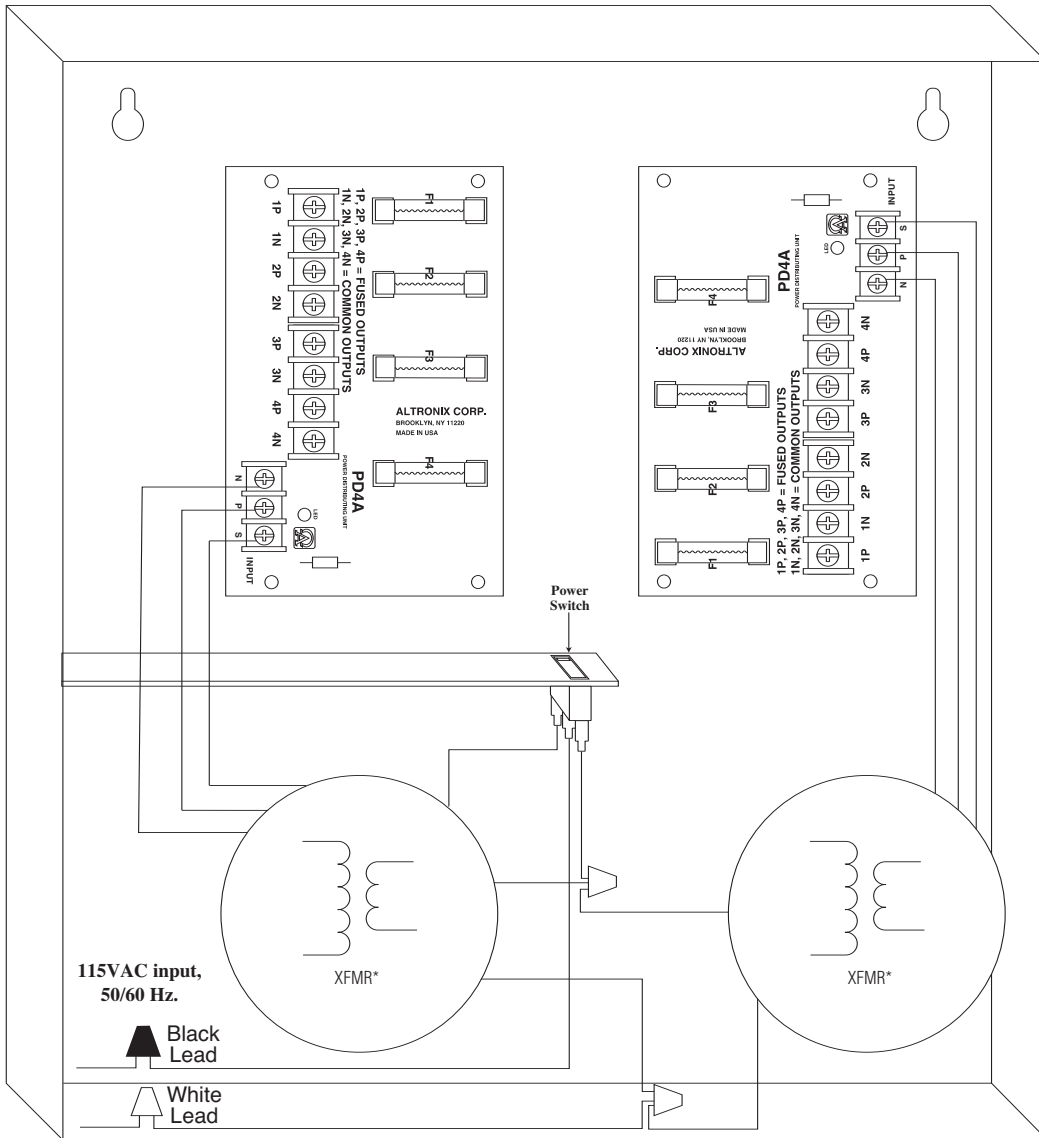 1P
1N
2P
2N
3P
3N
4P
4N
1P, 2P, 3P, 4P = FUSED OUTPUTS
1N, 2N, 3N, 4N = COMMON OUTPUTS
F1
F2
F3
F4
ALTRONIX CORP.
BROOKLYN, NY 11220
MADE IN USA
PD4A
POWER DISTRIBUTING UNIT
LED
N
P
S
INPUT
INPUT
S
P
N
LED
PD4A
POWER DISTRIBUTING UNIT
F4
F3
F2
F1
ALTRONIX CORP.
BROOKLYN, NY 11220
MADE IN USA
1P, 2P, 3P, 4P = FUSED OUTPUTS
1N, 2N, 3N, 4N = COMMON OUTPUTS
4N
4P
3N
3P
2N
2P
1N
1P
Power
Switch
XFMR*
XFMR*
115VAC input,
50/60 Hz.
Black
Lead
White
Lead